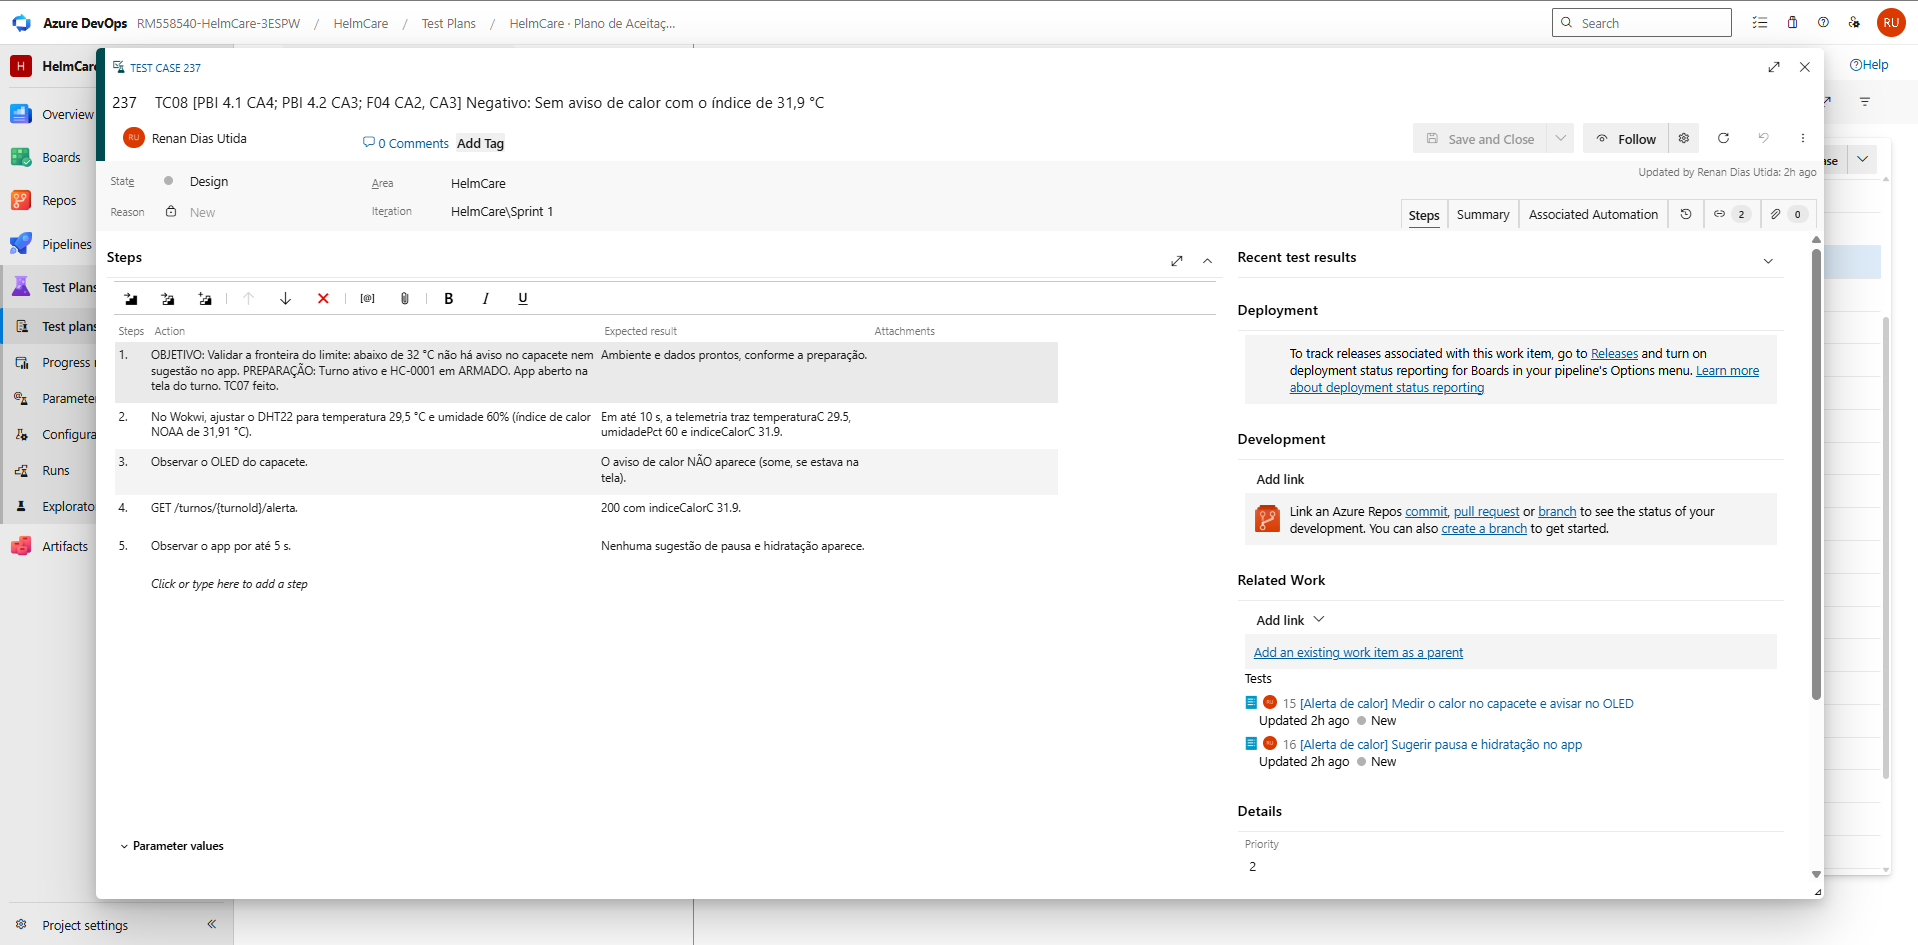 Azure DevOps RM558540-HelmCare-3ESPW / HelmCare / Test Plans / HelmCare · Plano de Aceitaç...
Search
RU
H HelmCare
Help
TEST CASE 237
237 TC08 [PBI 4.1 CA4; PBI 4.2 CA3; F04 CA2, CA3] Negativo: Sem aviso de calor com o índice de 31,9 °C
RU Renan Dias Utida
0 Comments
Add Tag
Save and Close
Follow
State
Design
Area
HelmCare
Updated by Renan Dias Utida: 2h ago
Reason
New
Iteration
HelmCare\Sprint 1
Steps
Summary
Associated Automation
2
0
Overview
Boards
Repos
Pipelines
Test Plans
Test plans
Progress
Configura
Runs
Explorato
Artifacts
Project settings
Steps
Steps Action Expected result Attachments
1. OBJETIVO: Validar a fronteira do limite: abaixo de 32 °C não há aviso no capacete nem
sugestão no app. PREPARAÇÃO: Turno ativo e HC-0001 em ARMADO. App aberto na
tela do turno. TC07 feito.
Ambiente e dados prontos, conforme a preparação.
2. No Wokwi, ajustar o DHT22 para temperatura 29,5 °C e umidade 60% (índice de calor
NOAA de 31,91 °C).
Em até 10 s, a telemetria traz temperaturaC 29.5,
umidadePct 60 e indiceCalorC 31.9.
3. Observar o OLED do capacete.
O aviso de calor NÃO aparece (some, se estava na
tela).
4. GET /turnos/{turnoId}/alerta.
200 com indiceCalorC 31.9.
5. Observar o app por até 5 s.
Nenhuma sugestão de pausa e hidratação aparece.
Click or type here to add a step
Parameter values
Recent test results
Deployment
To track releases associated with this work item, go to Releases and turn on
deployment status reporting for Boards in your pipeline's Options menu. Learn more
about deployment status reporting
Development
Add link
Link an Azure Repos commit, pull request or branch to see the status of your
development. You can also create a branch to get started.
Related Work
Add link
Add an existing work item as a parent
Tests
15 [Alerta de calor] Medir o calor no capacete e avisar no OLED
Updated 2h ago New
16 [Alerta de calor] Sugerir pausa e hidratação no app
Updated 2h ago New
Details
Priority
2